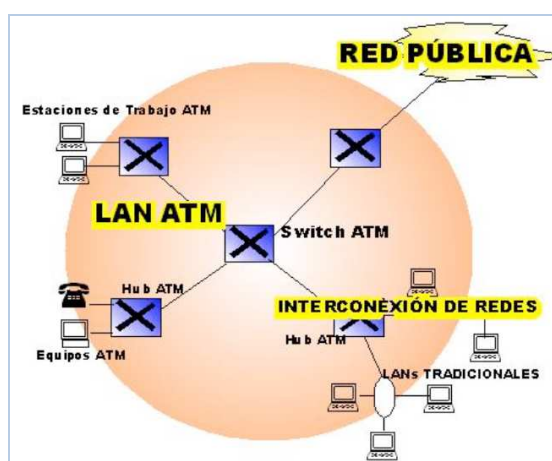 RED PÚBLICA
Estaciones de Trabajo ATM
LAN ATM
Switch ATM
Hub ATM
INTERCONEXIÓN DE REDES
Hub ATM
Equipos ATM
LANs TRADICIONALES